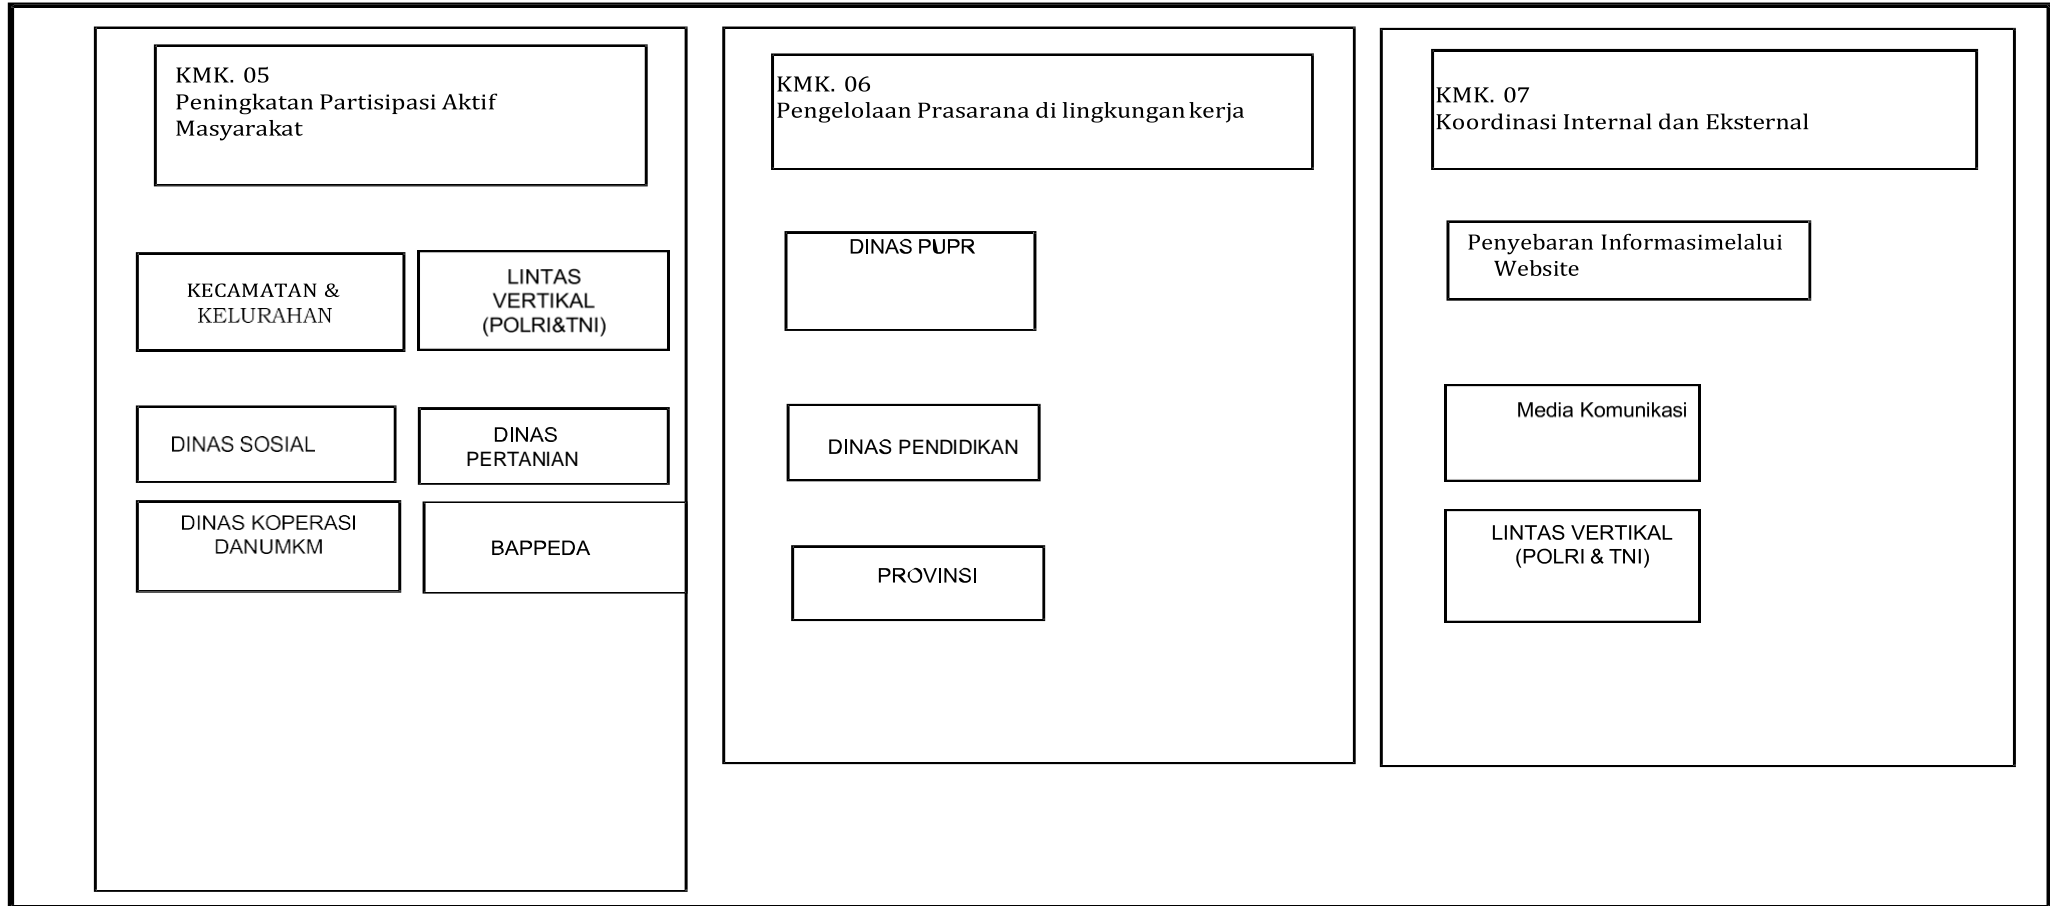 KMK. 05
Peningkatan Partisipasi Aktif
Masyarakat
KECAMATAN &
KELURAHAN
LINTAS
VERTIKAL
(POLRI&TNI)
DINAS SOSIAL
DINAS
PERTANIAN
DINAS KOPERASI
DANUMKM
BAPPEDA
KMK. 06
Pengelolaan Prasarana di lingkungan kerja
DINAS PUPR
DINAS PENDIDIKAN
PROVINSI
KMK. 07
Koordinasi Internal dan Eksternal
Penyebaran Informasimelalui
Website
Media Komunikasi
LINTAS VERTIKAL
(POLRI & TNI)